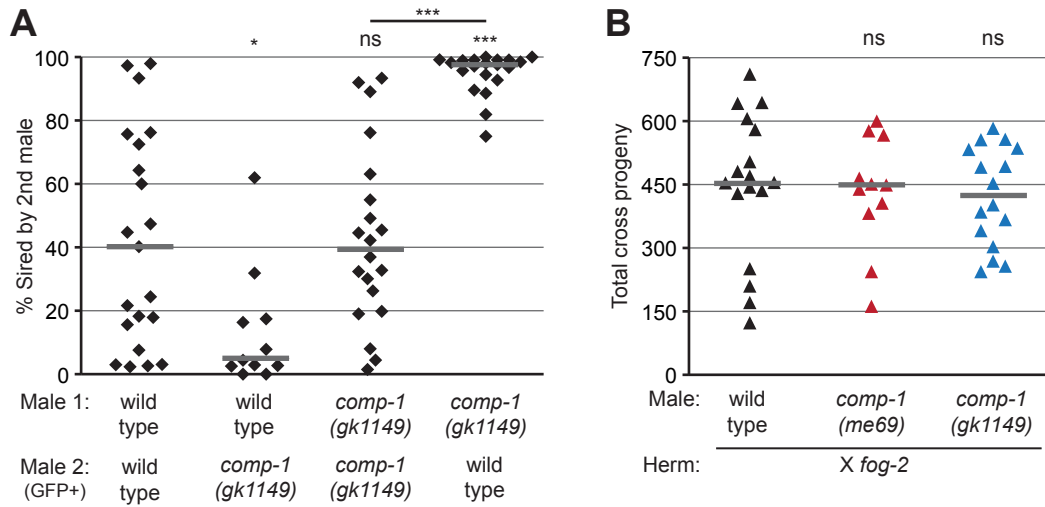 A
B
***
*
ns
***
ns
ns
% Sired by 2nd male
100
80
60
40
20
0
Total cross progeny
750
600
450
300
150
0
Male 1: wild type wild type comp-1 (gk1149) comp-1 (gk1149)
Male 2: (GFP+) wild type comp-1 (gk1149) comp-1 (gk1149) wild type
Male: wild type comp-1 (me69) comp-1 (gk1149)
Herm: X fog-2